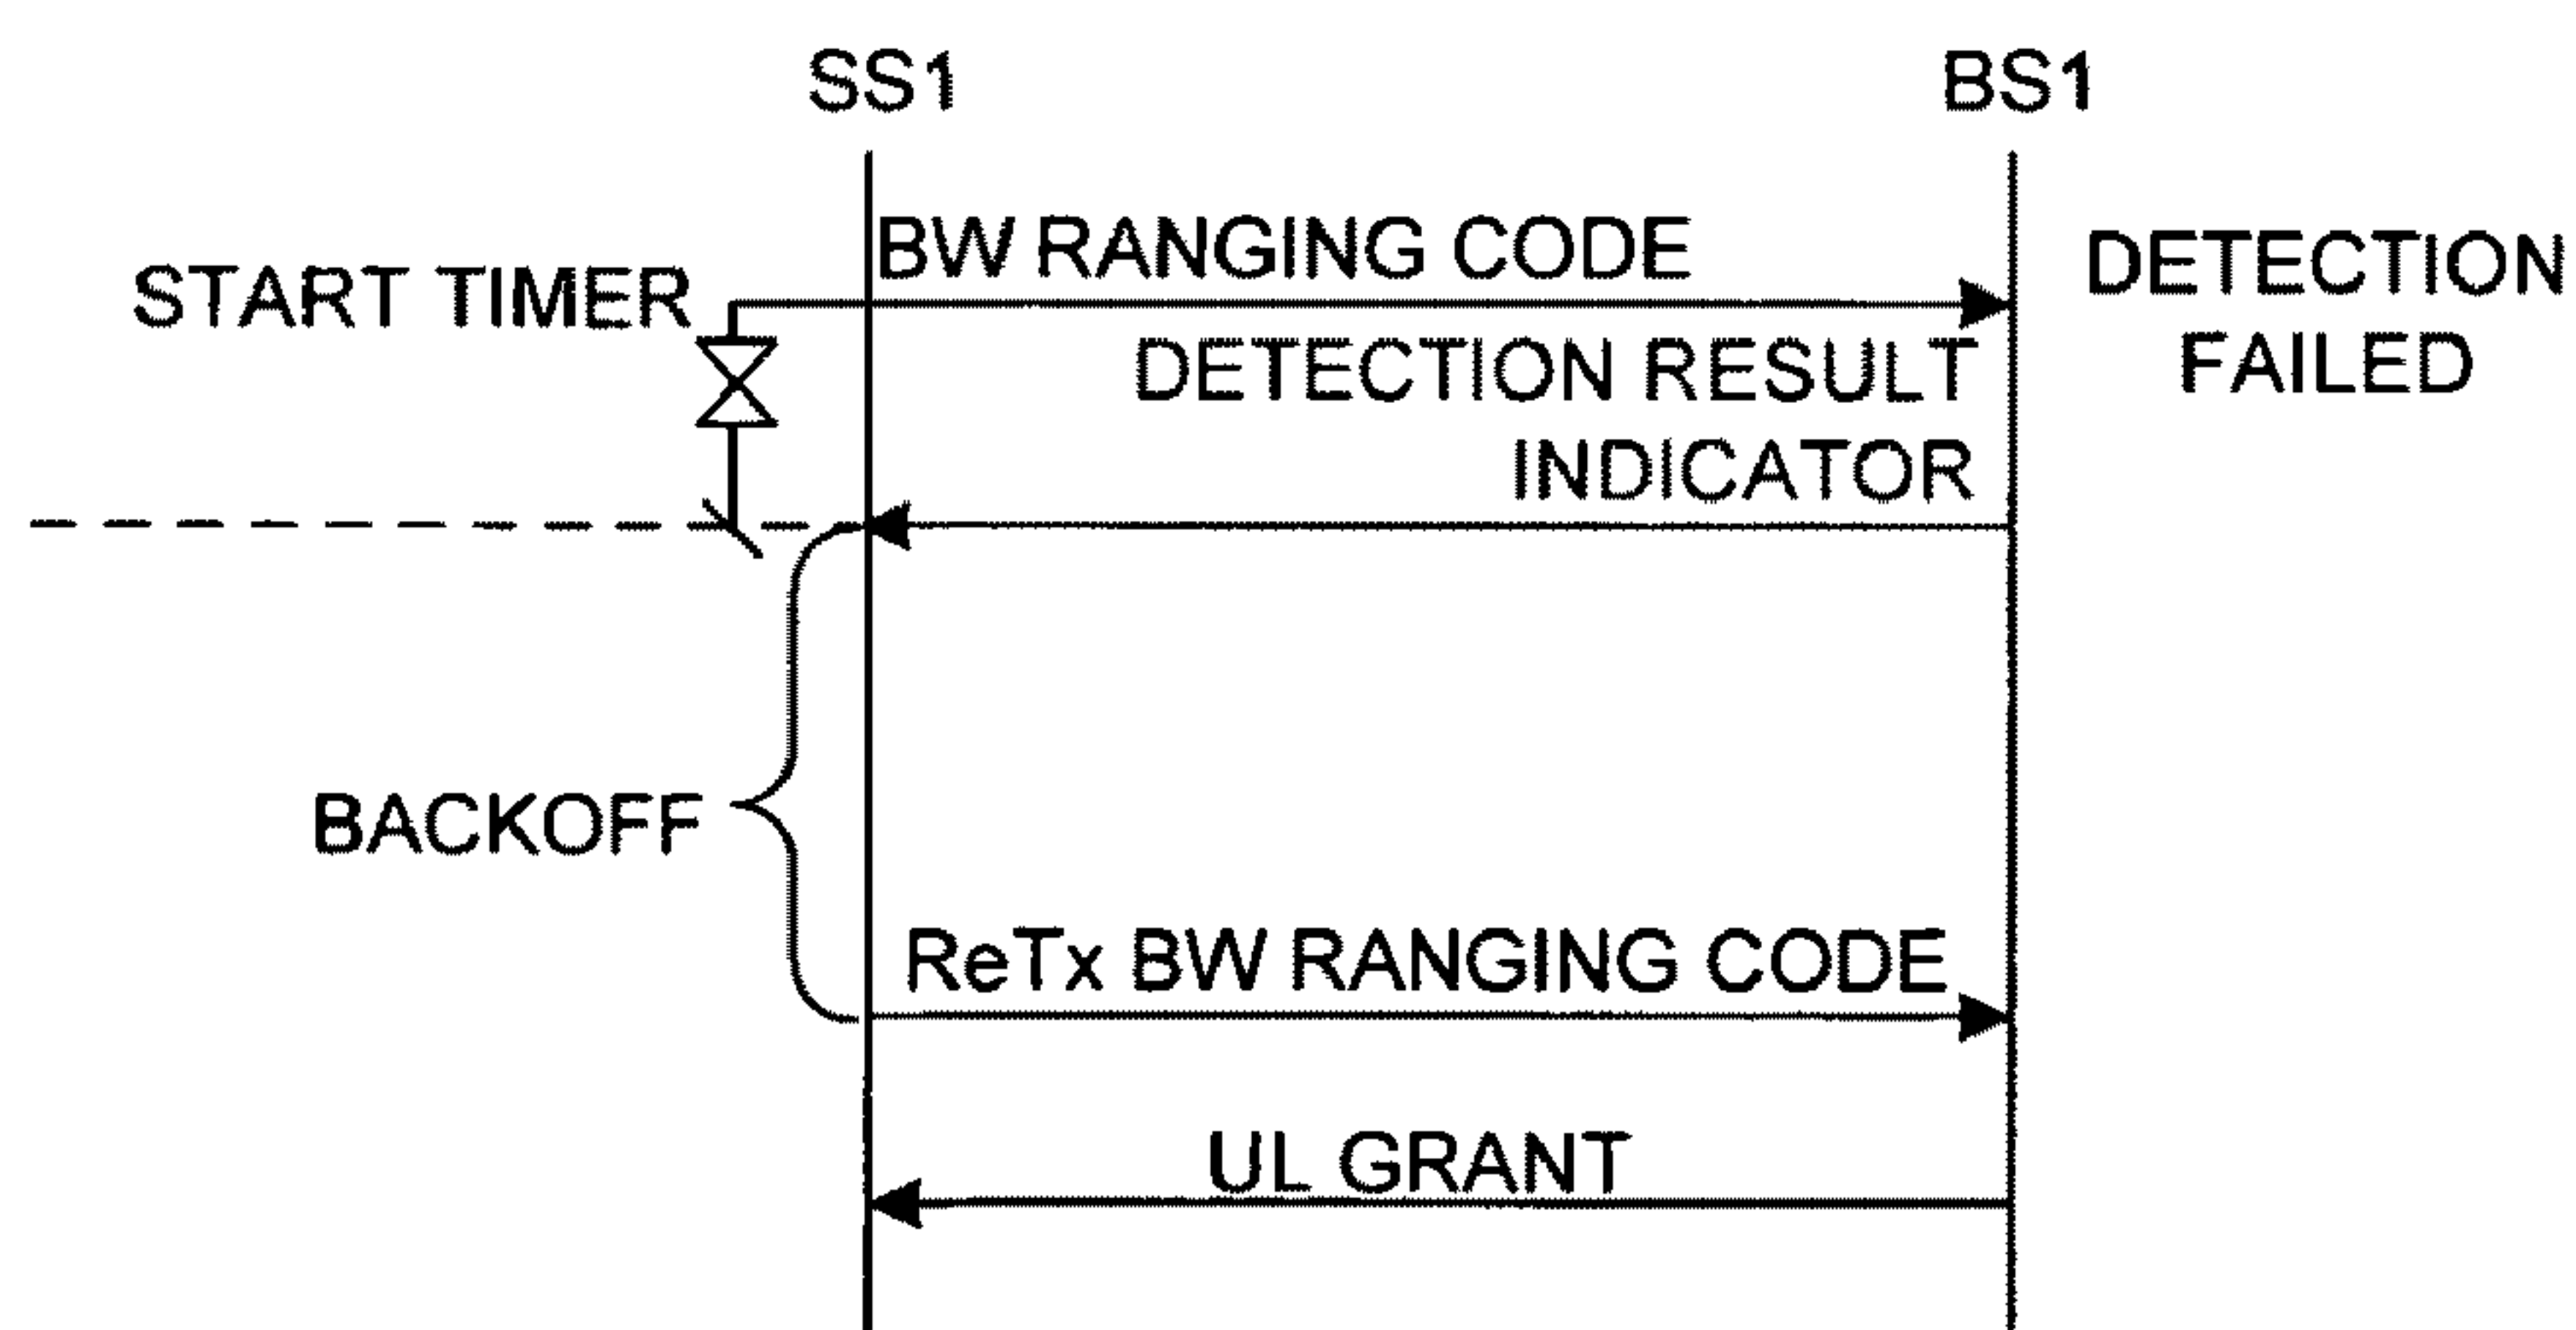 SS1
BS1
BW RANGING CODE
START TIMER
DETECTION
FAILED
DETECTION RESULT
INDICATOR
BACKOFF
ReTx BW RANGING CODE
UL GRANT